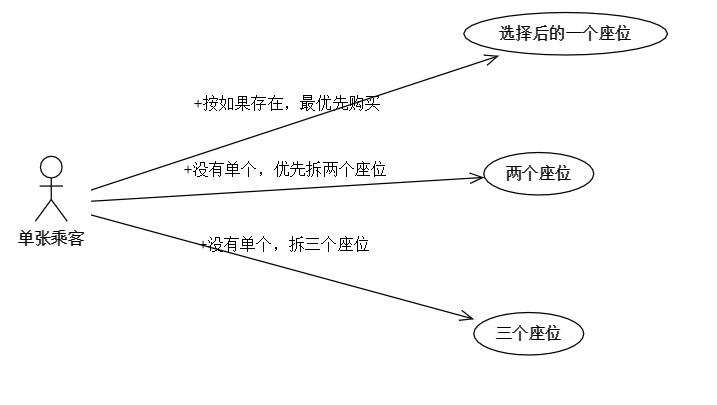 选择后的一个座位
+按如果存在，最优先购买
+没有单个，优先拆两个座位
两个座位
单张乘客
+没有单个，拆三个座位
三个座位